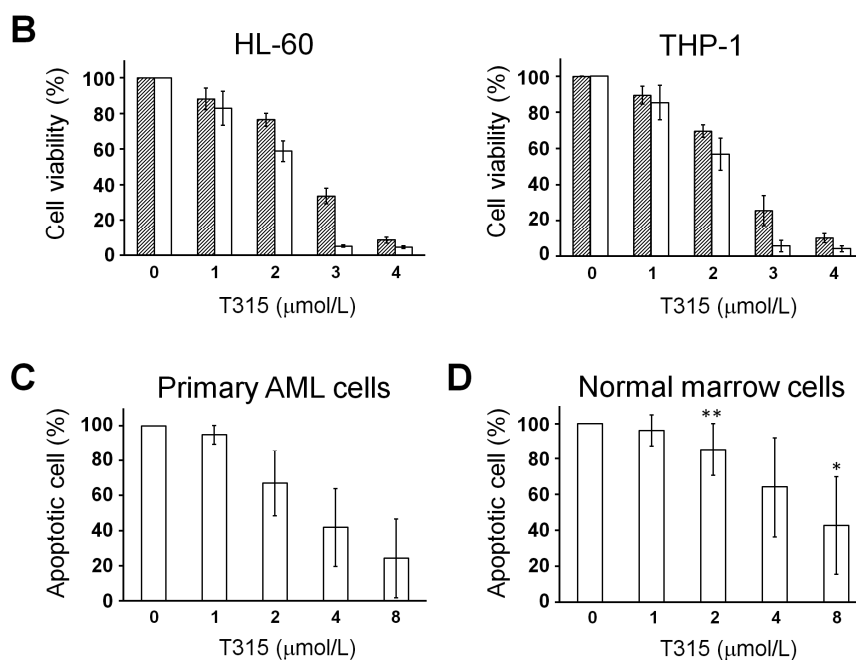 B
HL-60
Cell viability (%)
100
80
60
40
20
0
0 1 2 3 4
T315 (μmol/L)
THP-1
Cell viability (%)
100
80
60
40
20
0
0 1 2 3 4
T315 (μmol/L)
C
Primary AML cells
Apoptotic cell (%)
100
80
60
40
20
0
0 1 2 4 8
T315 (μmol/L)
D
Normal marrow cells
Apoptotic cell (%)
100
80
60
40
20
0
**
*
0 1 2 4 8
T315 (μmol/L)